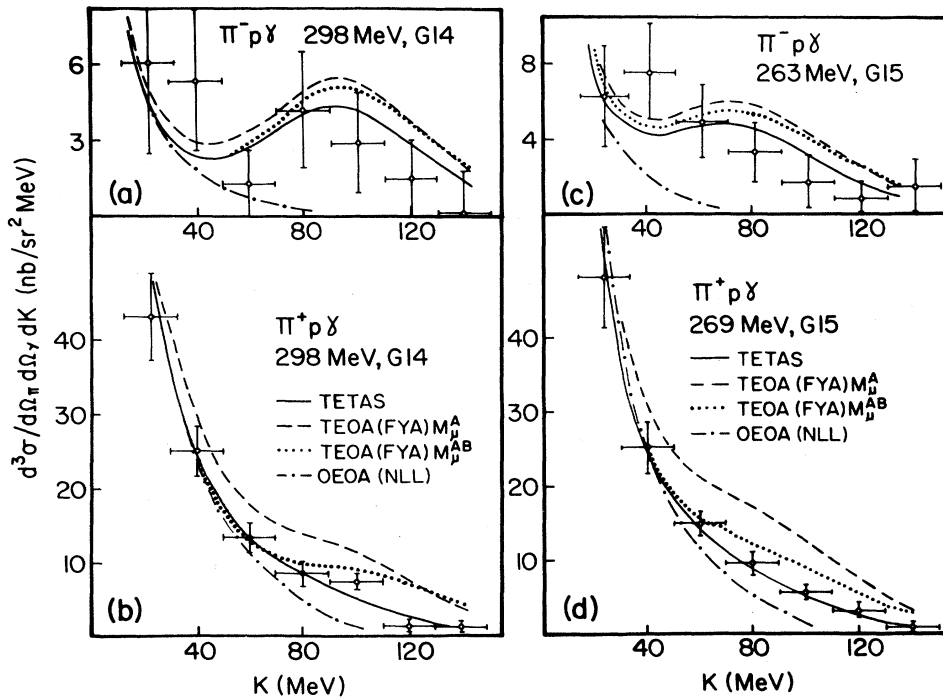 d³σ/dΩπ dΩγ dK (nb/sr² MeV)
Π⁻pγ 298 MeV, G14
6
3
(a)
40 80 120
Π⁺pγ
298 MeV, G14
TETAS
TEOA (FYA) M_μ^A
TEOA (FYA) M_μ^AB
OEOA (NLL)
40
30
20
10
(b)
40 80 120
K (MeV)
Π⁻pγ
263 MeV, G15
8
4
(c)
40 80 120
Π⁺pγ
269 MeV, G15
TETAS
TEOA (FYA) M_μ^A
TEOA (FYA) M_μ^AB
OEOA (NLL)
40
30
20
10
(d)
40 80 120
K (MeV)